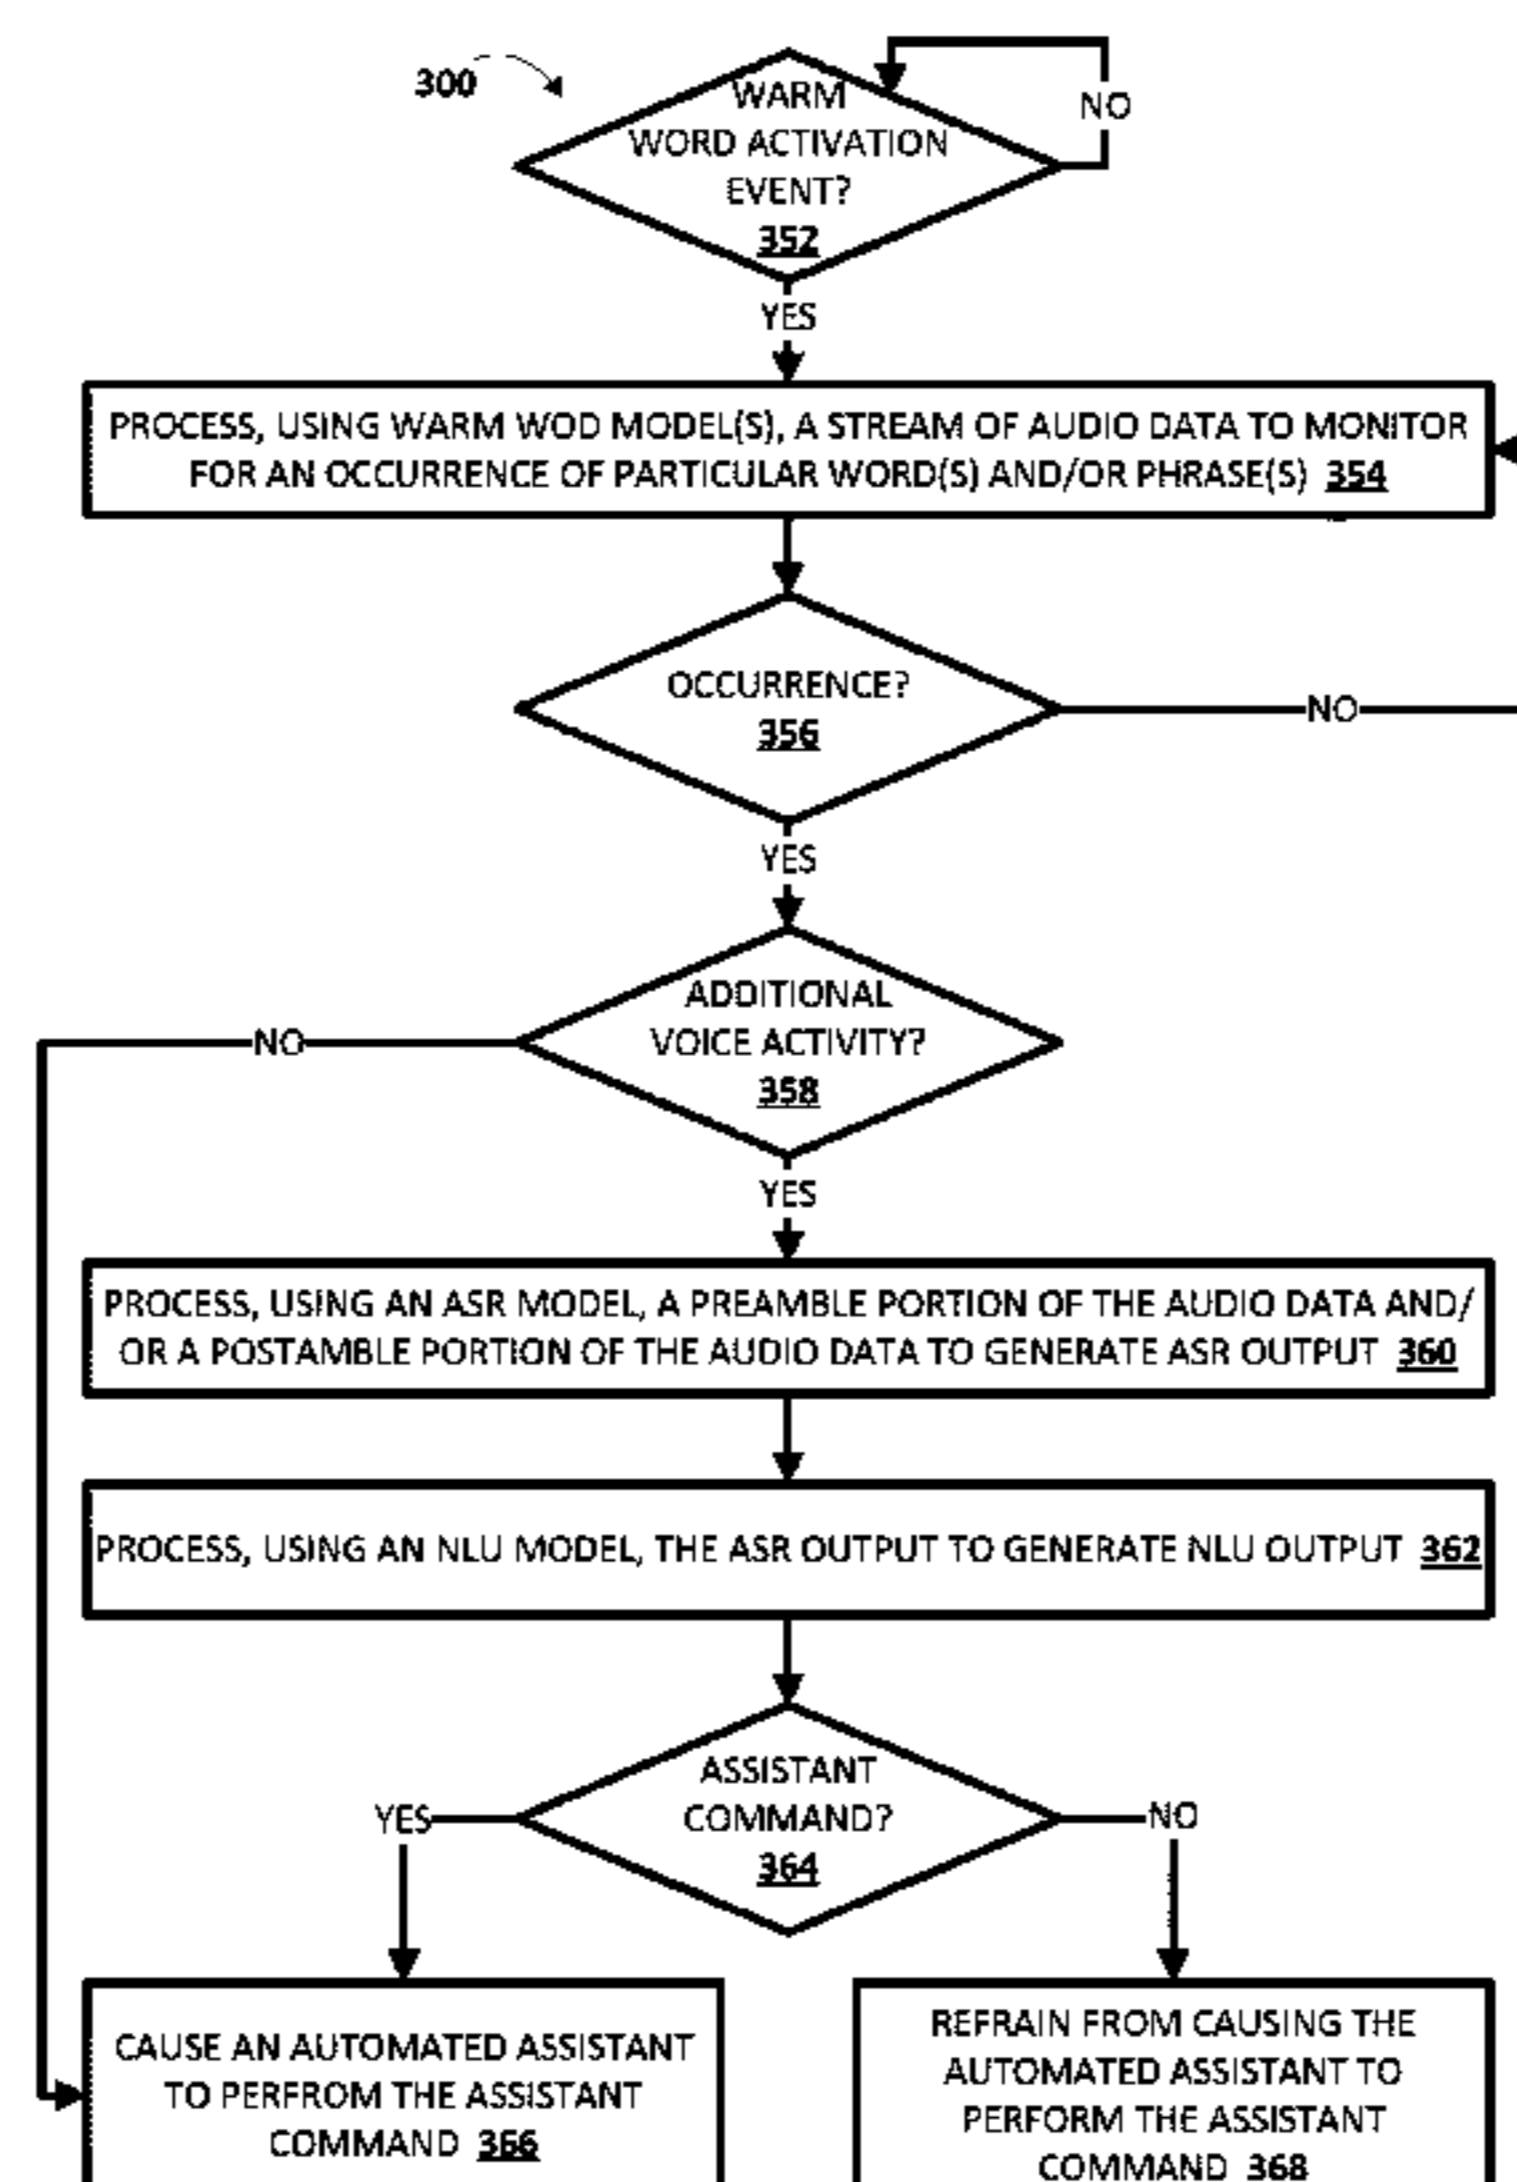 300
WARM
WORD ACTIVATION
EVENT?
352
NO
YES
PROCESS, USING WARM WOD MODEL(S), A STREAM OF AUDIO DATA TO MONITOR
FOR AN OCCURRENCE OF PARTICULAR WORD(S) AND/OR PHRASE(S) 354
OCCURRENCE?
356
NO
YES
ADDITIONAL
VOICE ACTIVITY?
358
NO
YES
PROCESS, USING AN ASR MODEL, A PREAMBLE PORTION OF THE AUDIO DATA AND/
OR A POSTAMBLE PORTION OF THE AUDIO DATA TO GENERATE ASR OUTPUT 360
PROCESS, USING AN NLU MODEL, THE ASR OUTPUT TO GENERATE NLU OUTPUT 362
ASSISTANT
COMMAND?
364
YES
NO
CAUSE AN AUTOMATED ASSISTANT
TO PERFROM THE ASSISTANT
COMMAND 366
REFRAIN FROM CAUSING THE
AUTOMATED ASSISTANT TO
PERFORM THE ASSISTANT
COMMAND 368